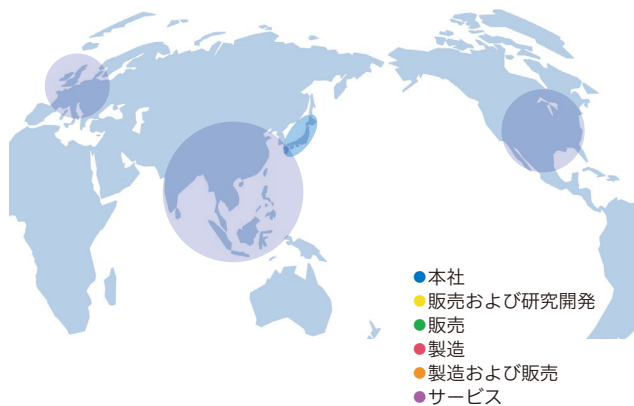 本社
販売および研究開発
販売
製造
製造および販売
サービス